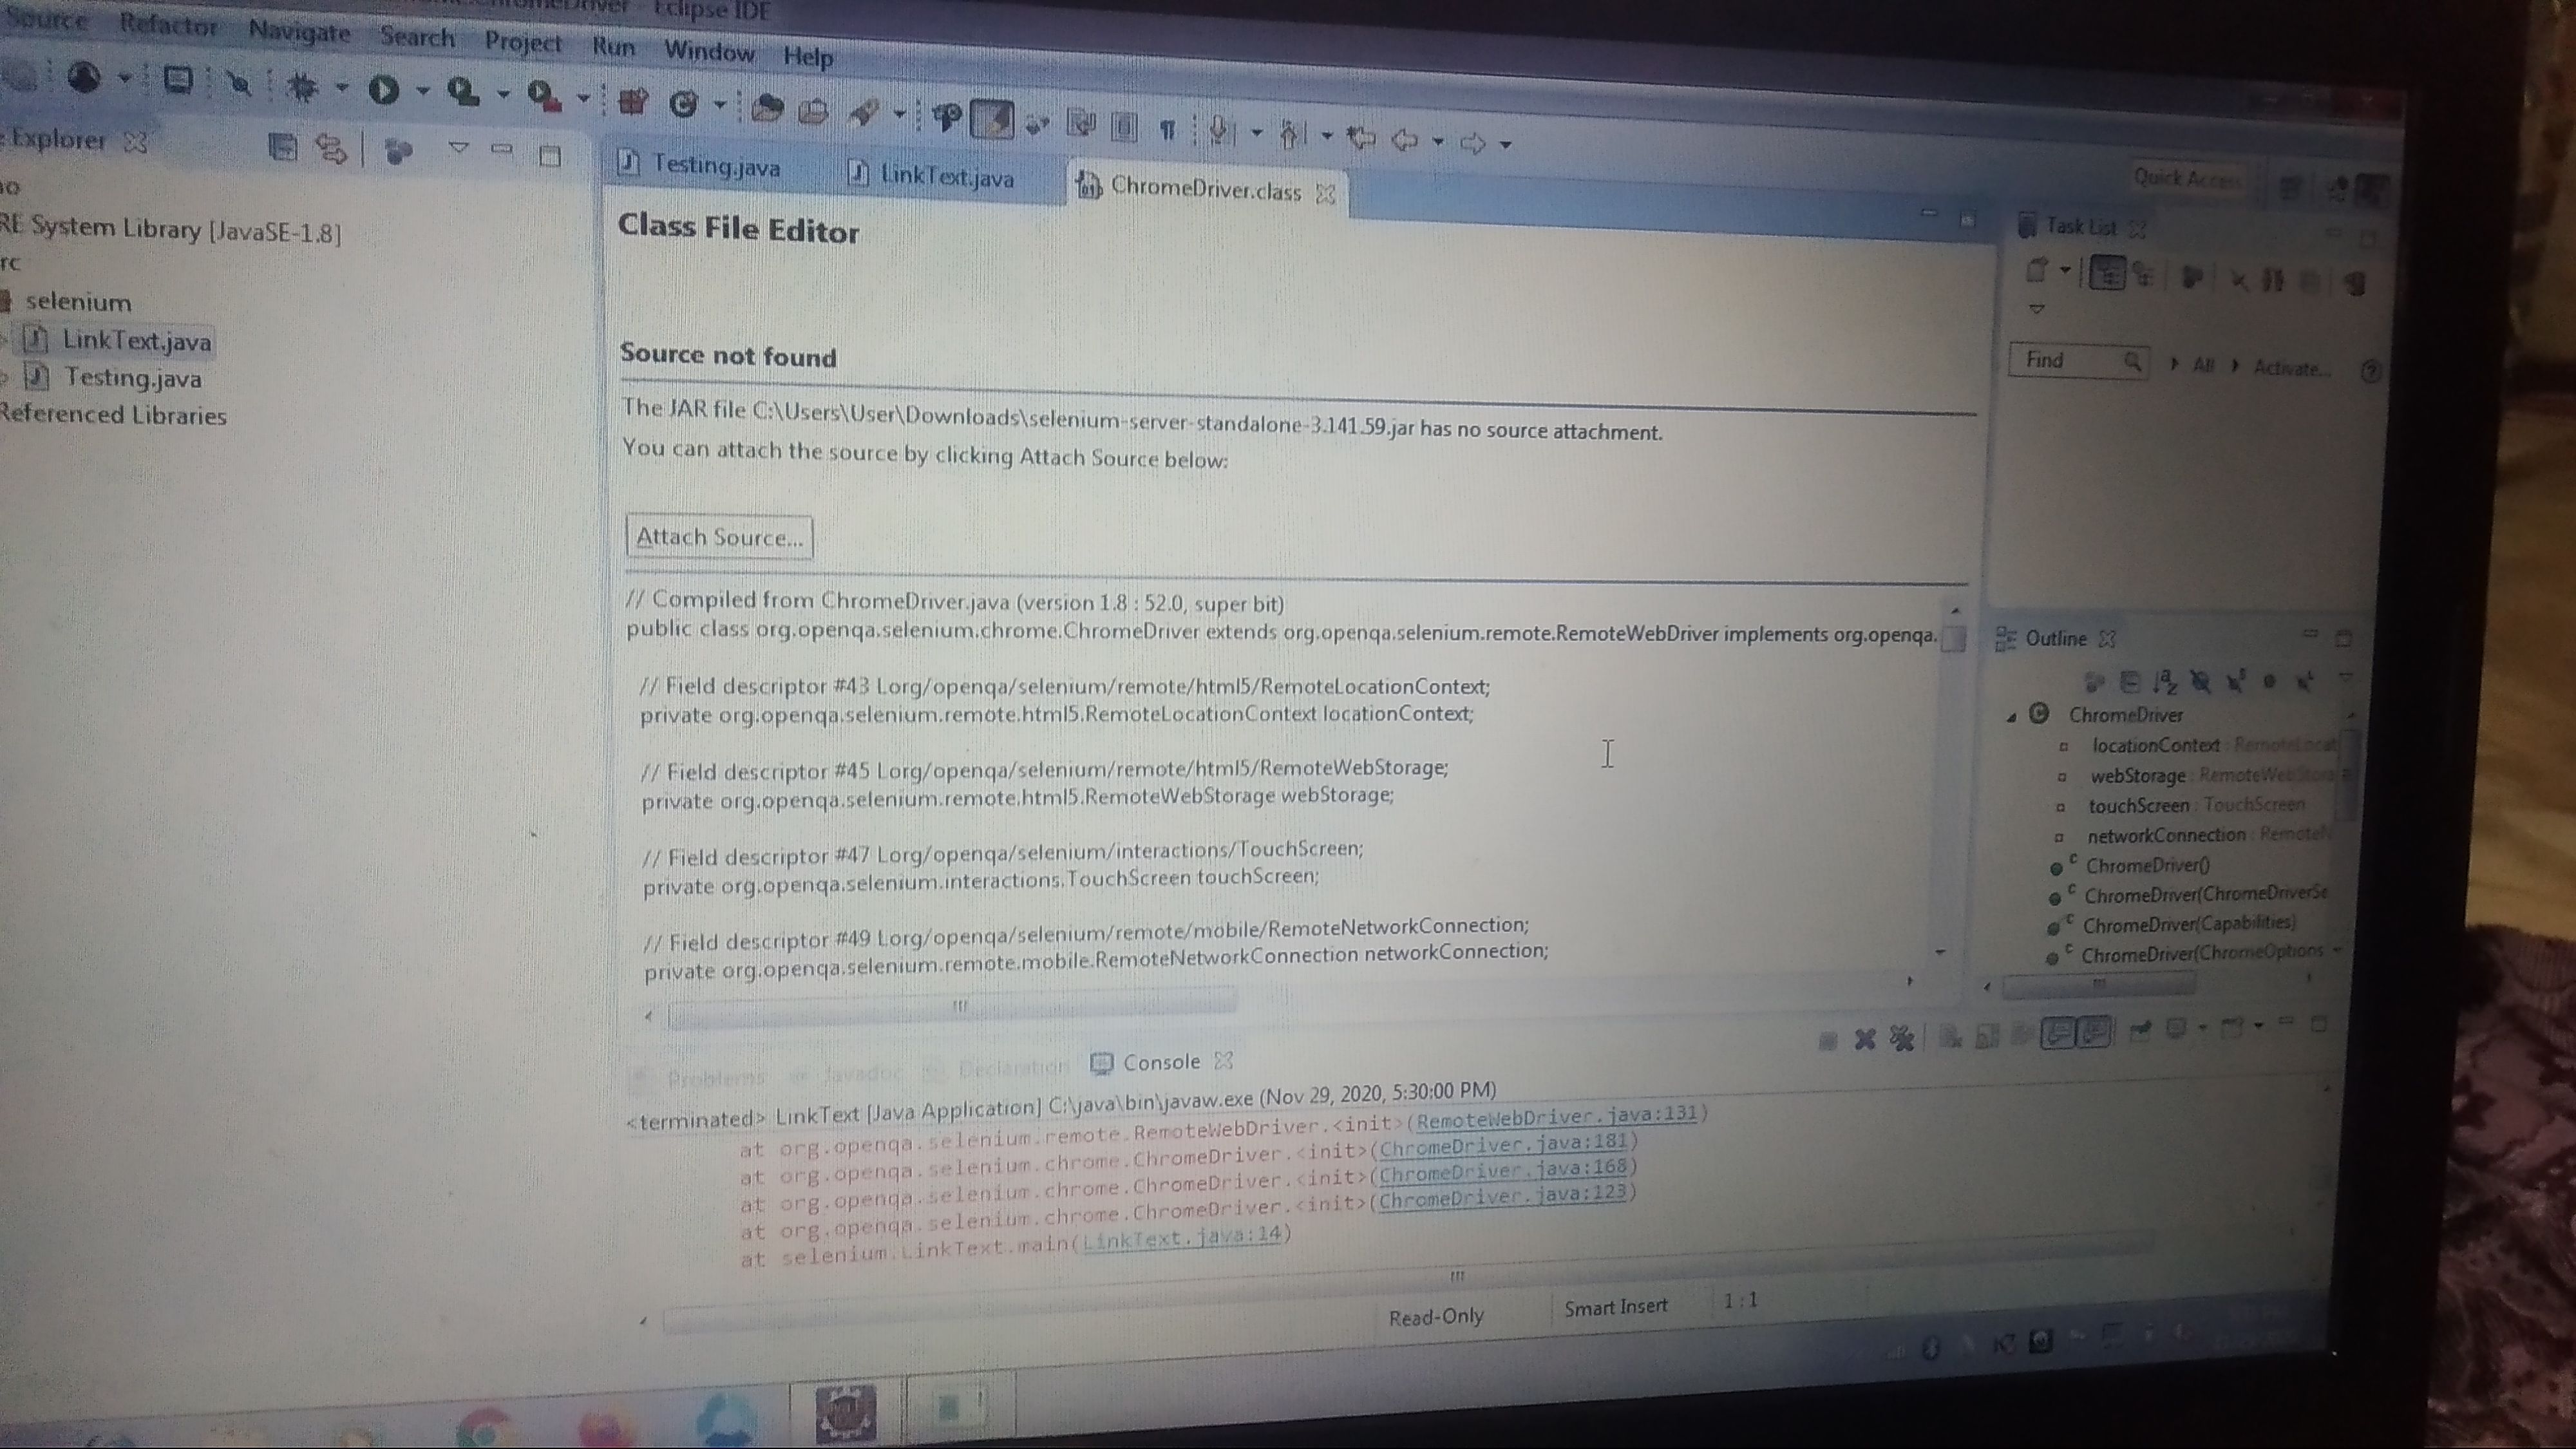 Eclipse IDE
Source Refactor Navigate Search Project Run Window Help
Explorer
Testing.java LinkText.java ChromeDriver.class
Quick Access
System Library [JavaSE-1.8]
selenium
LinkText.java
Testing.java
Referenced Libraries
Class File Editor
Source not found
The JAR file C:\Users\User\Downloads\selenium-server-standalone-3.141.59.jar has no source attachment.
You can attach the source by clicking Attach Source below:
Attach Source...
// Compiled from ChromeDriver.java (version 1.8 : 52.0, super bit)
public class org.openqa.selenium.chrome.ChromeDriver extends org.openqa.selenium.remote.RemoteWebDriver implements org.openqa.
// Field descriptor #43 Lorg/openqa/selenium/remote/html5/RemoteLocationContext;
private org.openqa.selenium.remote.html5.RemoteLocationContext locationContext;
// Field descriptor #45 Lorg/openqa/selenium/remote/html5/RemoteWebStorage;
private org.openqa.selenium.remote.html5.RemoteWebStorage webStorage;
// Field descriptor #47 Lorg/openqa/selenium/interactions/TouchScreen;
private org.openqa.selenium.interactions.TouchScreen touchScreen;
// Field descriptor #49 Lorg/openqa/selenium/remote/mobile/RemoteNetworkConnection;
private org.openqa.selenium.remote.mobile.RemoteNetworkConnection networkConnection;
Task List
Find All Activate...
Outline
ChromeDriver
locationContext : RemoteLocat
webStorage : RemoteWebStora
touchScreen : TouchScreen
networkConnection : RemoteN
ChromeDriver()
ChromeDriver(ChromeDriverSe
ChromeDriver(Capabilities)
ChromeDriver(ChromeOptions
Problems Javadoc Declaration Console
<terminated> LinkText [Java Application] C:\java\bin\javaw.exe (Nov 29, 2020, 5:30:00 PM)
at org.openqa.selenium.remote.RemoteWebDriver.<init>(RemoteWebDriver.java:131)
at org.openqa.selenium.chrome.ChromeDriver.<init>(ChromeDriver.java:181)
at org.openqa.selenium.chrome.ChromeDriver.<init>(ChromeDriver.java:168)
at org.openqa.selenium.chrome.ChromeDriver.<init>(ChromeDriver.java:123)
at selenium.LinkText.main(LinkText.java:14)
Read-Only Smart Insert 1 : 1